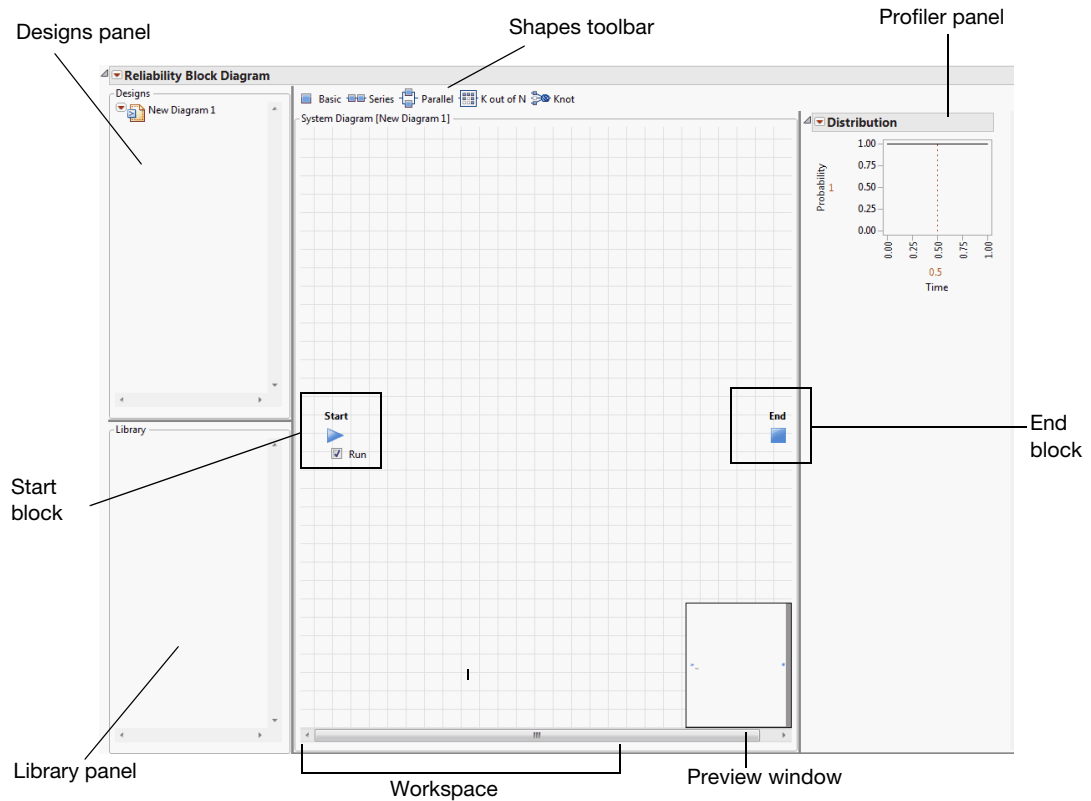 Designs panel
Shapes toolbar
Profiler panel
Reliability Block Diagram
Designs
New Diagram 1
Basic Series Parallel K out of N Knot
System Diagram [New Diagram 1]
Distribution
Probability
1
1.00
0.75
0.50
0.25
0.00
0.00
0.25
0.50
0.75
1.00
0.5
Time
Start
Run
End
End
block
Library
Start
block
Library panel
Workspace
Preview window